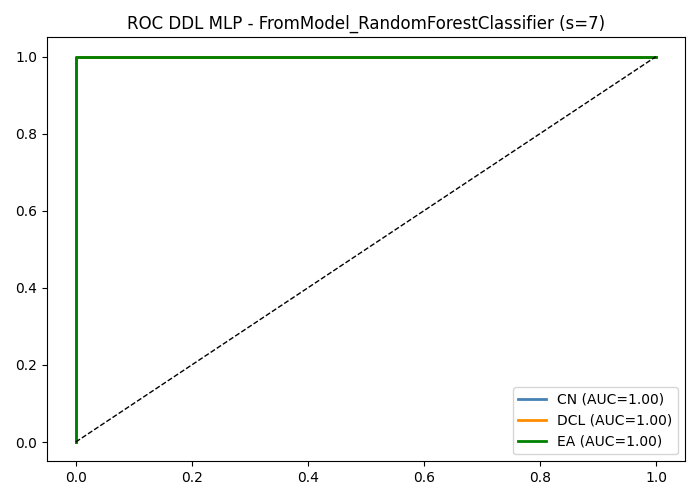 ROC DDL MLP - FromModel_RandomForestClassifier (s=7)
1.0
0.8
0.6
0.4
0.2
0.0
CN (AUC=1.00)
DCL (AUC=1.00)
EA (AUC=1.00)
0.0 0.2 0.4 0.6 0.8 1.0